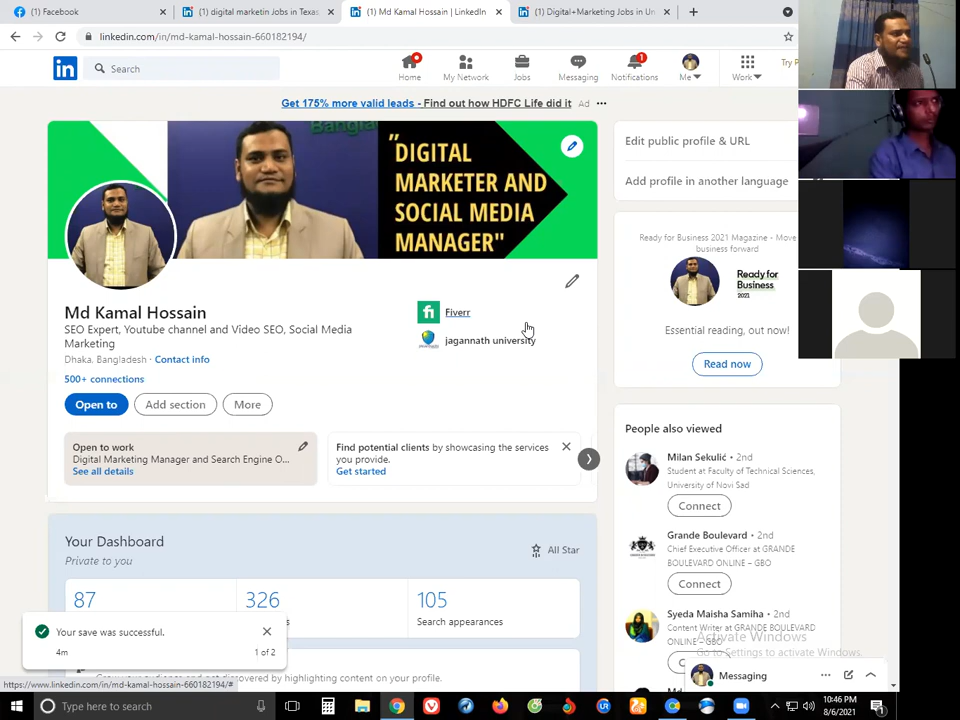 (1) Facebook
(1) digital marketin Jobs in Texas
(1) Md Kamal Hossain | LinkedIn
(1) Digital+Marketing Jobs in Un
linkedin.com/in/md-kamal-hossain-660182194/
Search
Home
My Network
Jobs
Messaging
1
Notifications
Me
Work
Try P
Get 175% more valid leads - Find out how HDFC Life did it
Ad
"DIGITAL
MARKETER AND
SOCIAL MEDIA
MANAGER"
Md Kamal Hossain
SEO Expert, Youtube channel and Video SEO, Social Media
Marketing
Dhaka, Bangladesh · Contact info
500+ connections
fi Fiverr
jagannath university
Open to
Add section
More
Open to work
Digital Marketing Manager and Search Engine O...
See all details
Find potential clients by showcasing the services
you provide.
Get started
Your Dashboard
Private to you
All Star
87
326
105
Search appearances
Your save was successful.
4m
1 of 2
https://www.linkedin.com/in/md-kamal-hossain-660182194/#
Edit public profile & URL
Add profile in another language
Ready for Business 2021 Magazine - Move
business forward
Ready for
Business
2021
Essential reading, out now!
Read now
People also viewed
Milan Sekulić • 2nd
Student at Faculty of Technical Sciences,
University of Novi Sad
Connect
Grande Boulevard • 2nd
Chief Executive Officer at GRANDE
BOULEVARD ONLINE – GBO
Connect
Syeda Maisha Samiha • 2nd
Content Writer at GRANDE BOULEVARD
ONLINE – GBO
Activate Windows
Go to Settings to activate Windows.
Messaging
Type here to search
10:46 PM
8/6/2021
1